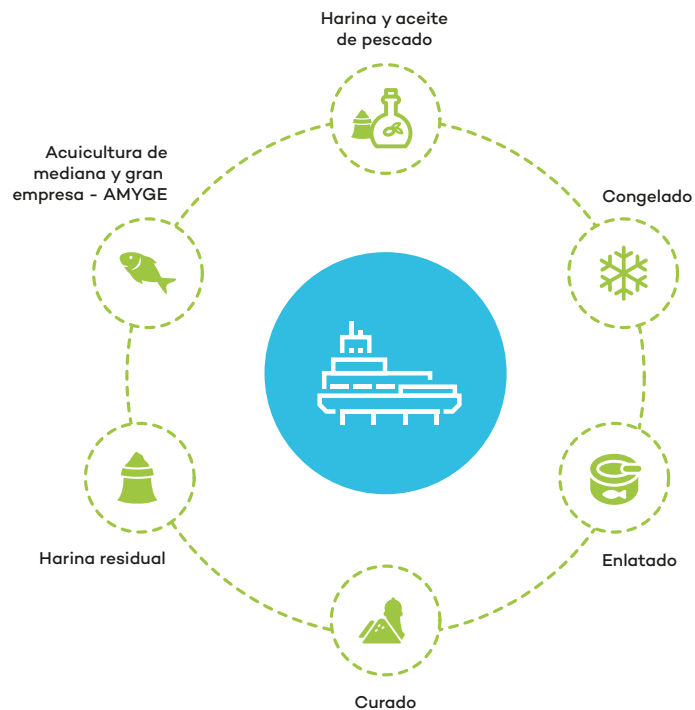 Harina y aceite
de pescado
Acuicultura de
mediana y gran
empresa - AMYGE
Congelado
Harina residual
Enlatado
Curado